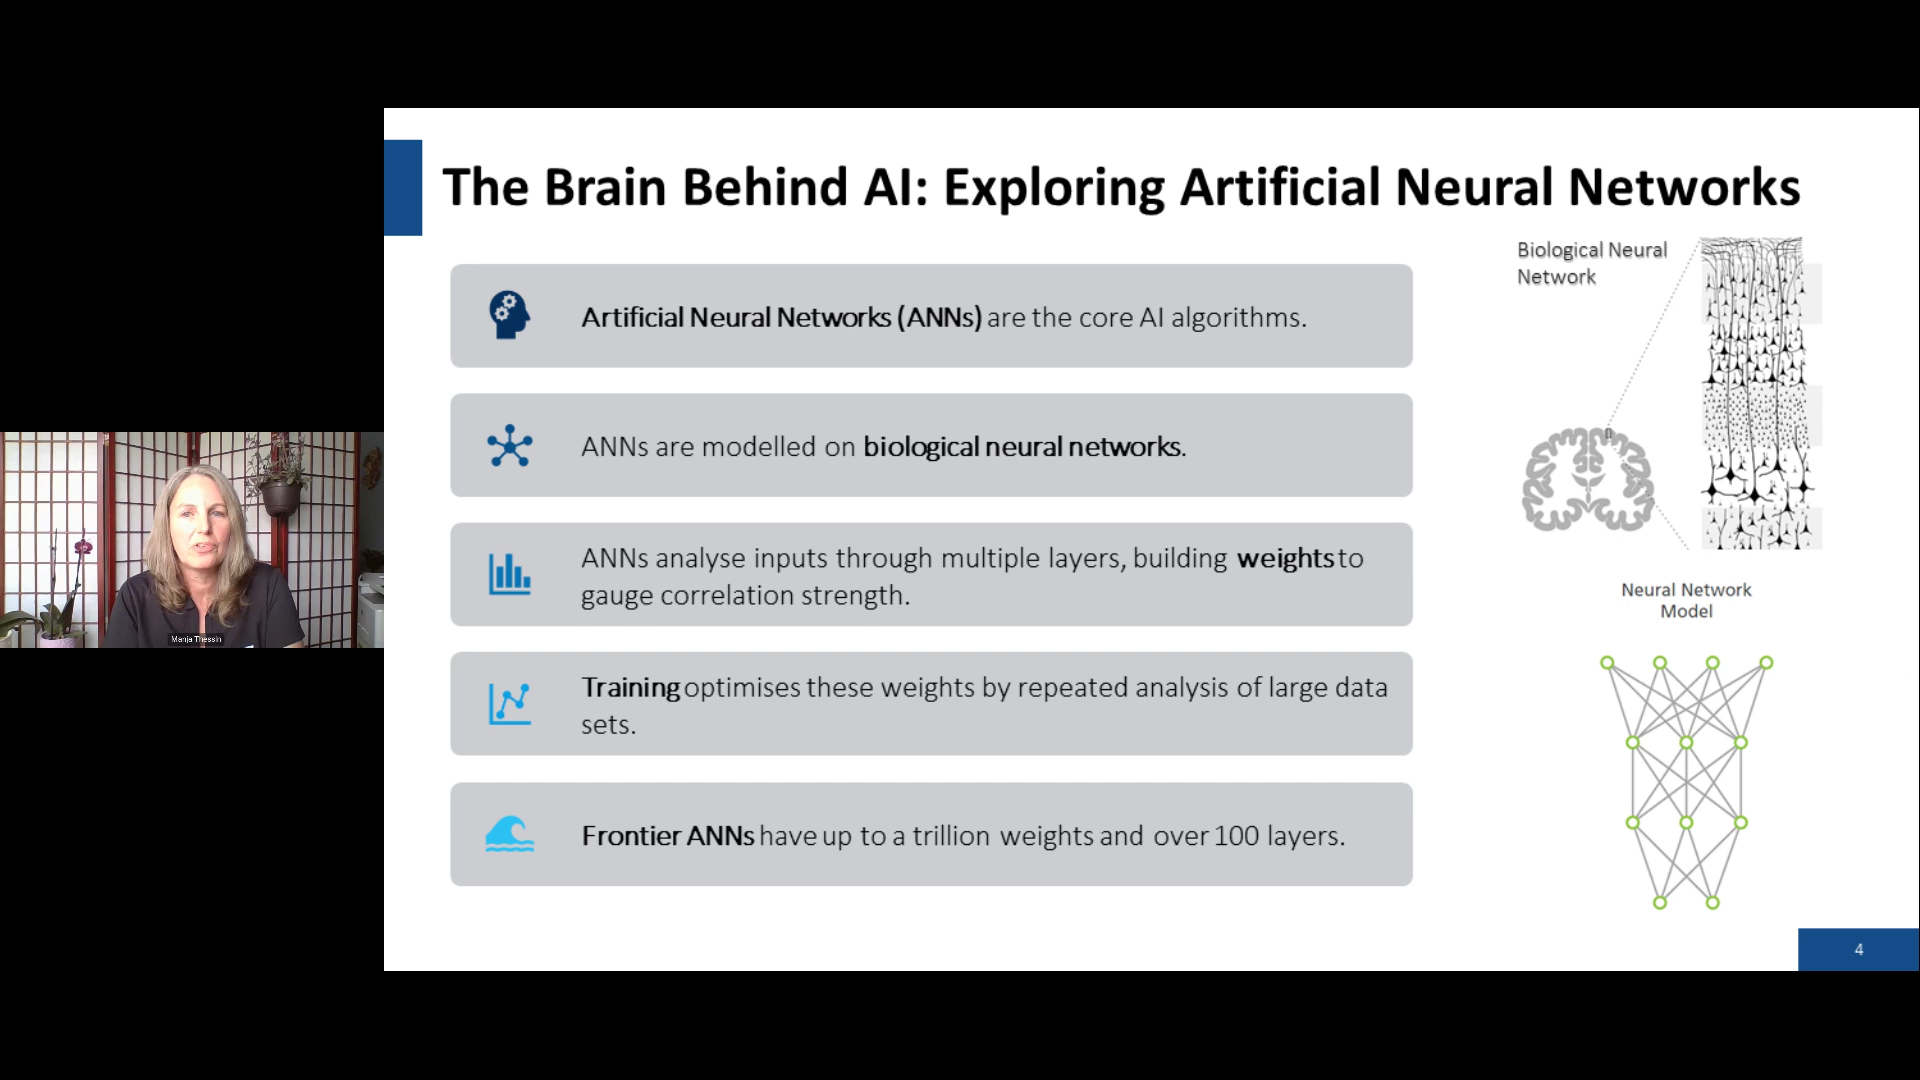 The Brain Behind AI: Exploring Artificial Neural Networks
Artificial Neural Networks (ANNs) are the core AI algorithms.
ANNs are modelled on biological neural networks.
ANNs analyse inputs through multiple layers, building weights to
gauge correlation strength.
Training optimises these weights by repeated analysis of large data
sets.
Frontier ANNs have up to a trillion weights and over 100 layers.
Biological Neural
Network
Neural Network
Model
4
Manja Thessin